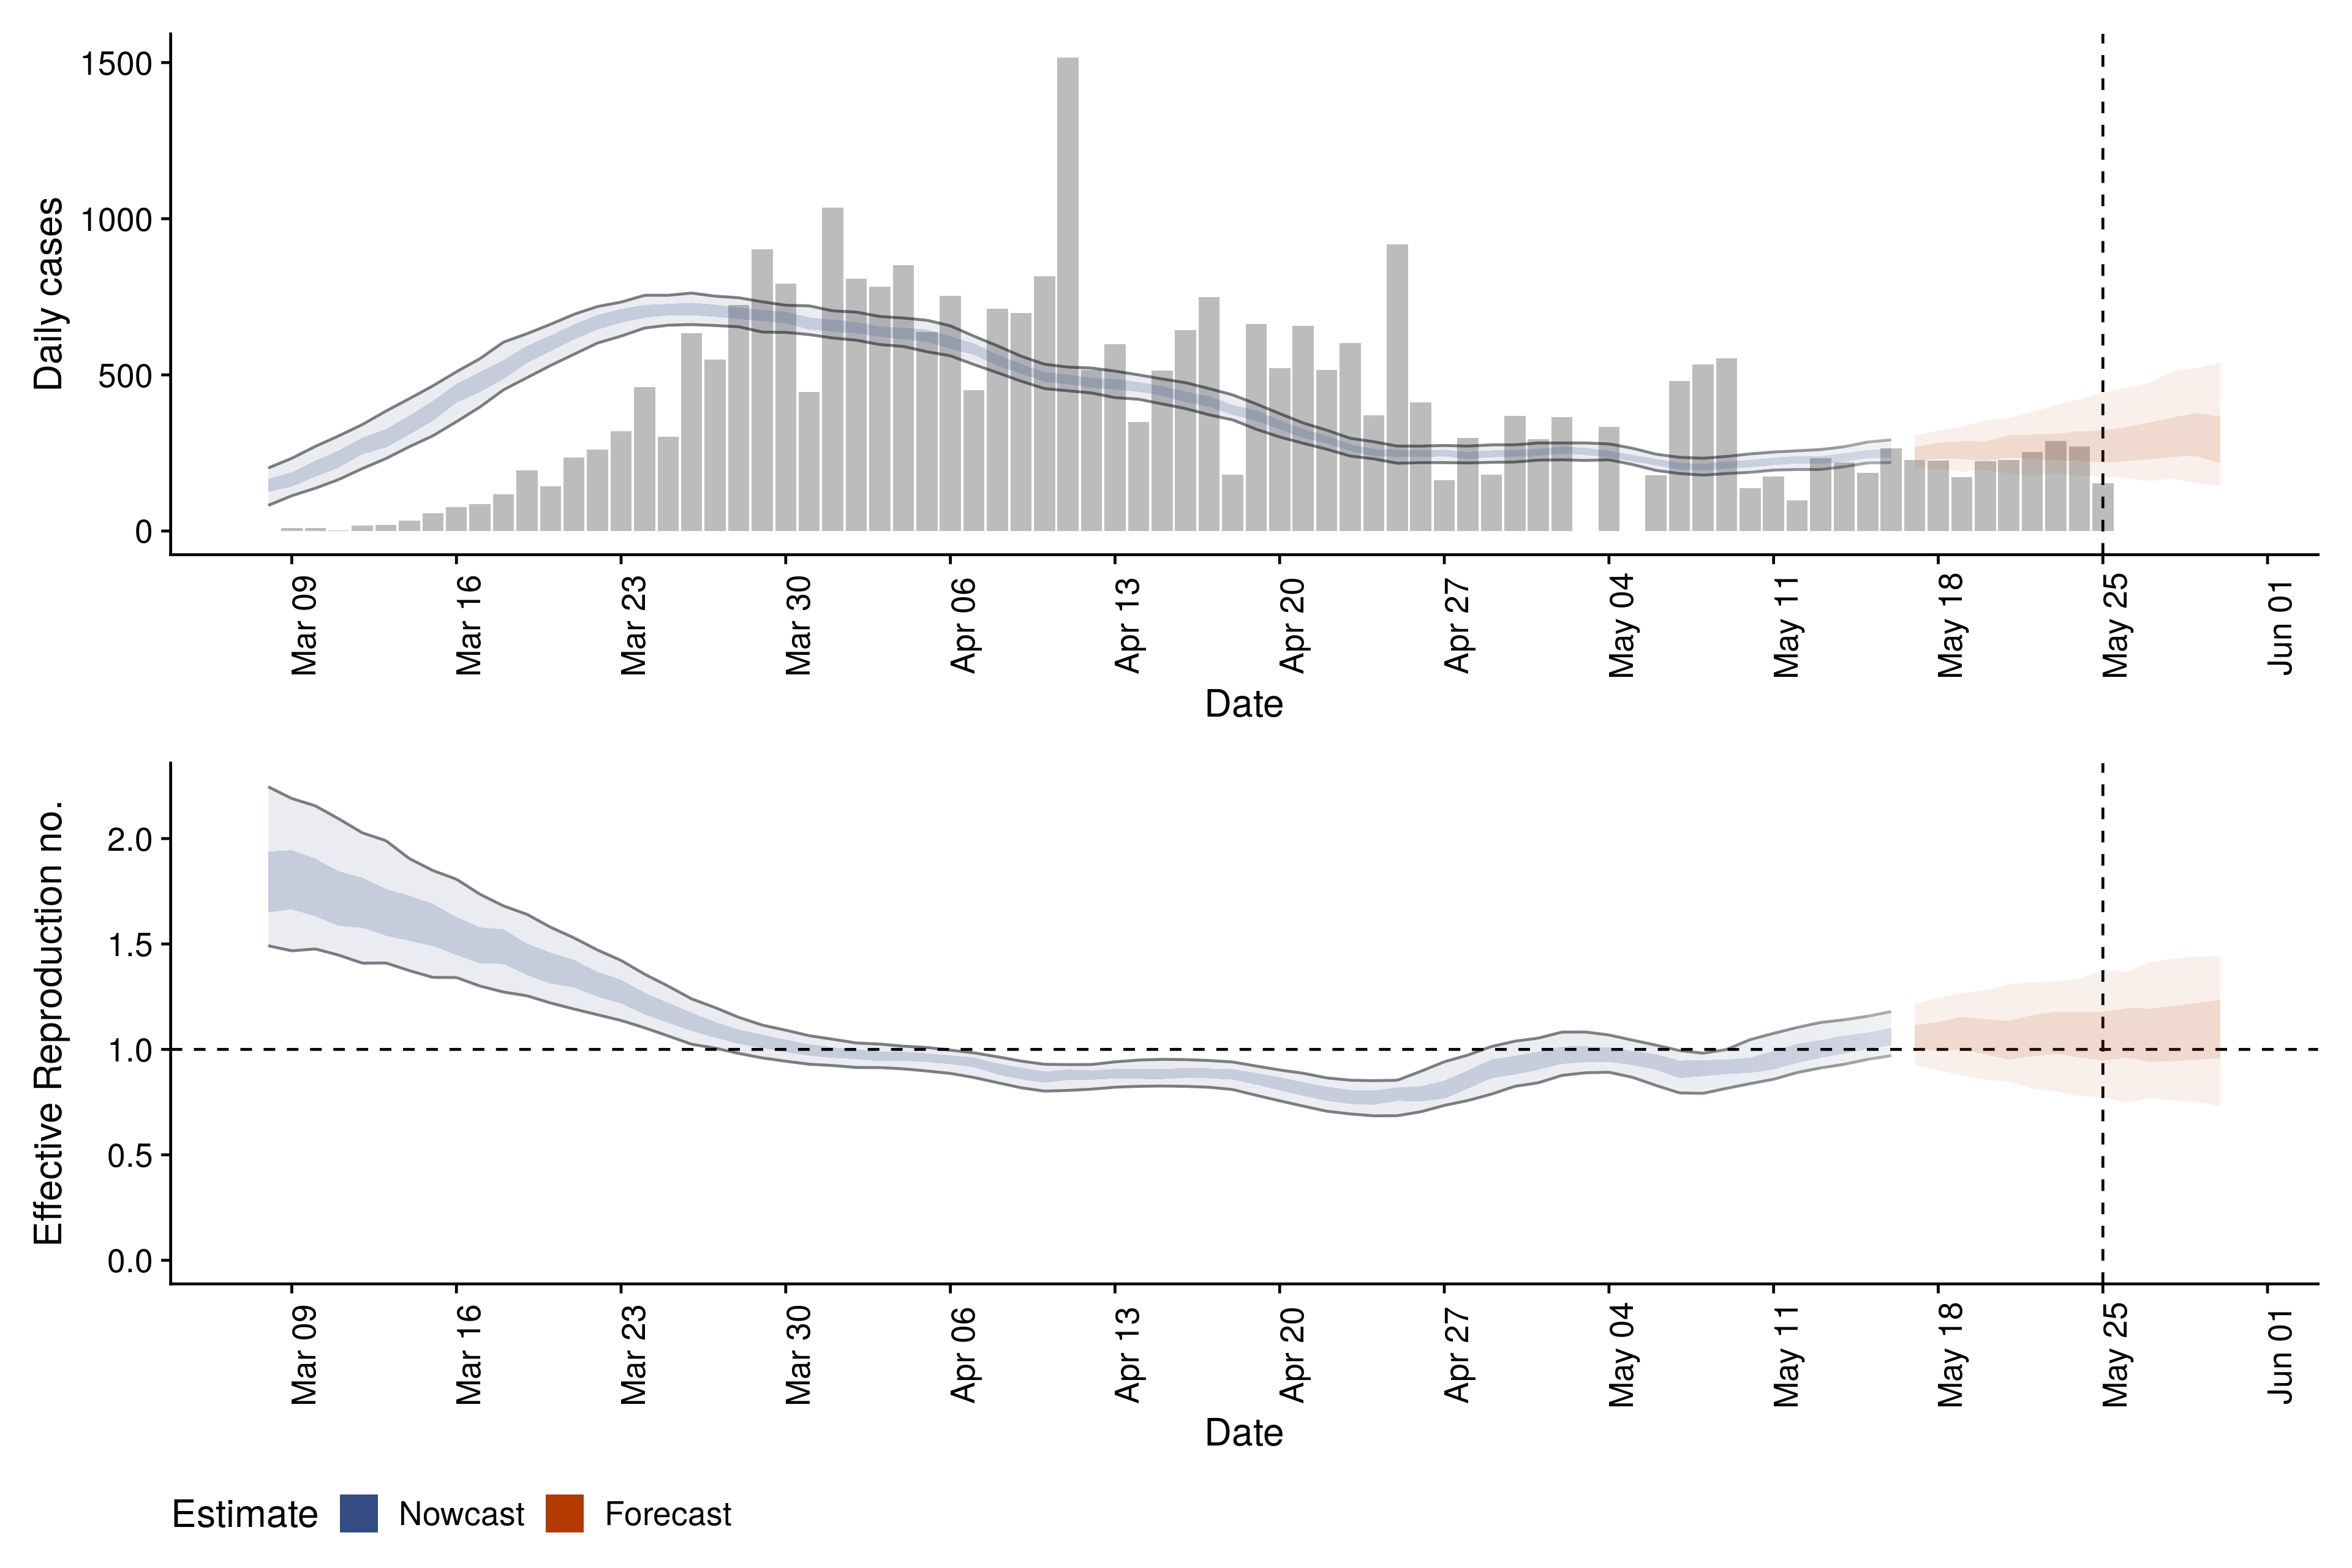 Daily cases
1500
1000
500
0
Mar 09
Mar 16
Mar 23
Mar 30
Apr 06
Apr 13
Apr 20
Apr 27
May 04
May 11
May 18
May 25
Jun 01
Date
Effective Reproduction no.
2.0
1.5
1.0
0.5
0.0
Mar 09
Mar 16
Mar 23
Mar 30
Apr 06
Apr 13
Apr 20
Apr 27
May 04
May 11
May 18
May 25
Jun 01
Date
Estimate Nowcast Forecast